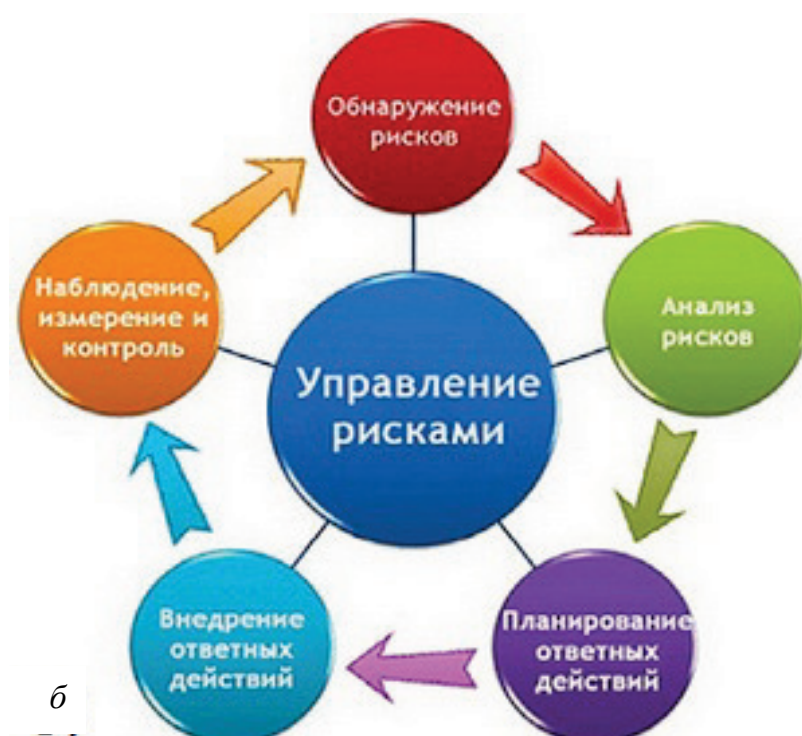 Обнаружение
рисков
Анализ
рисков
Планирование
ответных
действий
Внедрение
ответных
действий
Наблюдение,
измерение и
контроль
Управление
рисками
б